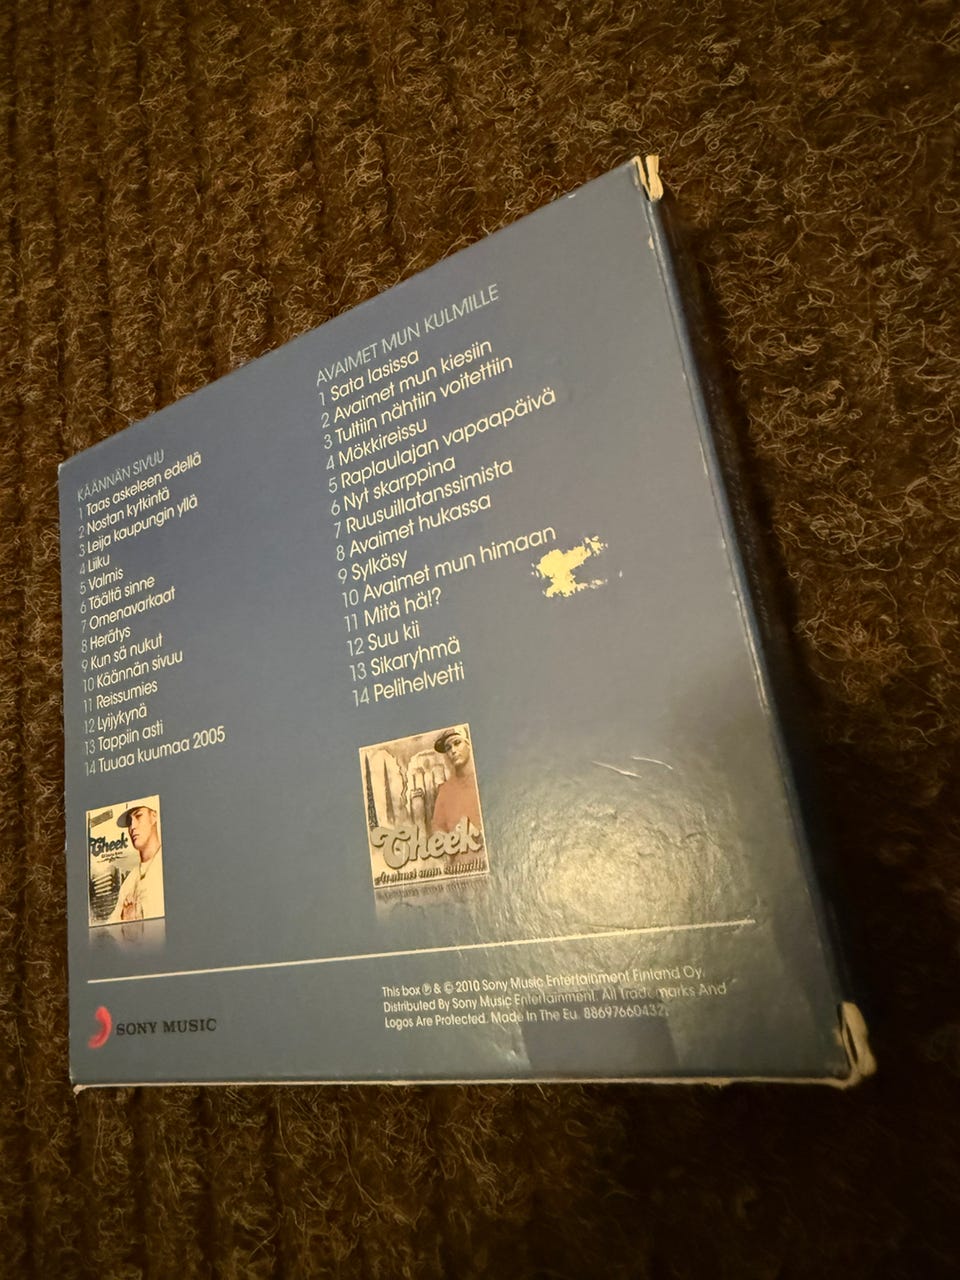 KÄÄNNÄN SIVUU
1 Taas askeleen edellä
2 Nostan kytkintä
3 Leija kaupungin yllä
4 Liiku
5 Valmis
6 Täältä sinne
7 Omenavarkaat
8 Herätys
9 Kun sä nukut
10 Käännän sivuu
11 Reissumies
12 Lyijykynä
13 Tappiin asti
14 Tuuaa kuumaa 2005
Cheek
AVAIMET MUN KULMILLE
1 Sata lasissa
2 Avaimet mun kiesiin
3 Tultiin nähtiin voitettiin
4 Mökkireissu
5 Raplaulajan vapaapäivä
6 Nyt skarppina
7 Ruusuillatanssimista
8 Avaimet hukassa
9 Sylkäsy
10 Avaimet mun himaan
11 Mitä hä!?
12 Suu kii
13 Sikaryhmä
14 Pelihelvetti
Cheek
Avaimet mun kulmille
SONY MUSIC
This box ℗ & © 2010 Sony Music Entertainment Finland Oy.
Distributed By Sony Music Entertainment. All Trademarks And
Logos Are Protected. Made In The Eu. 88697660432.